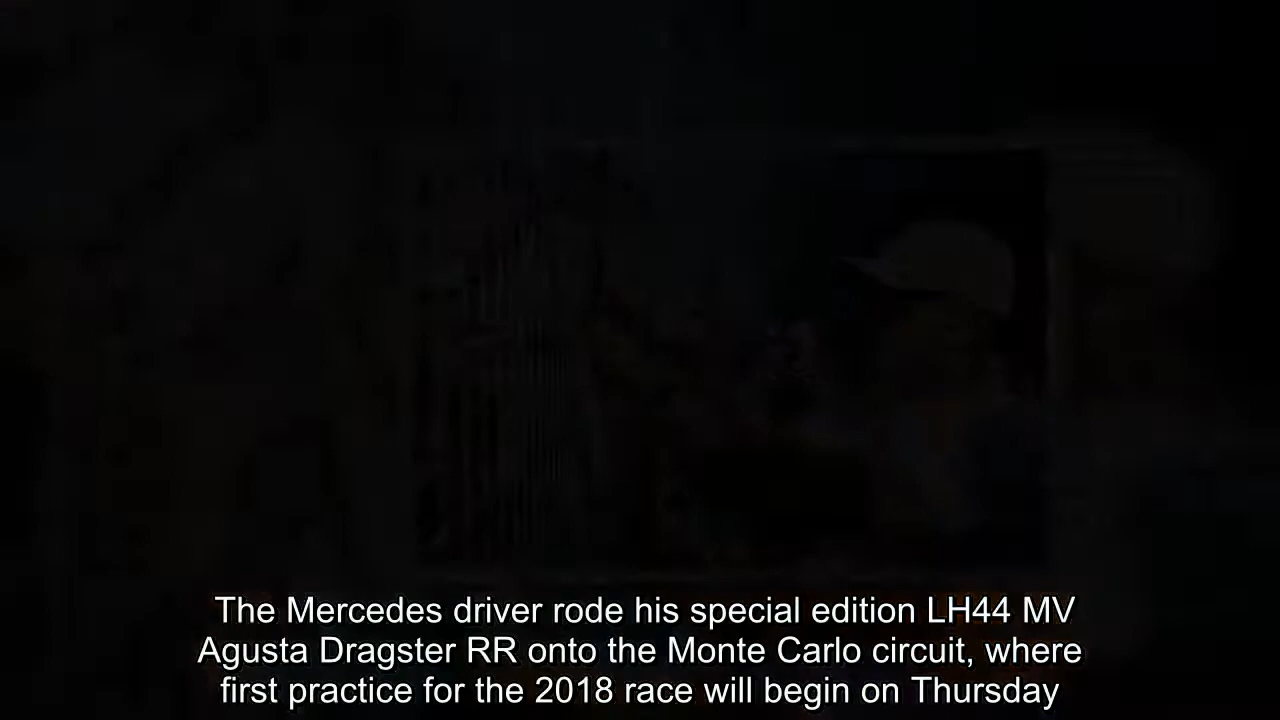 The Mercedes driver rode his special edition LH44 MV
Agusta Dragster RR onto the Monte Carlo circuit, where
first practice for the 2018 race will begin on Thursday